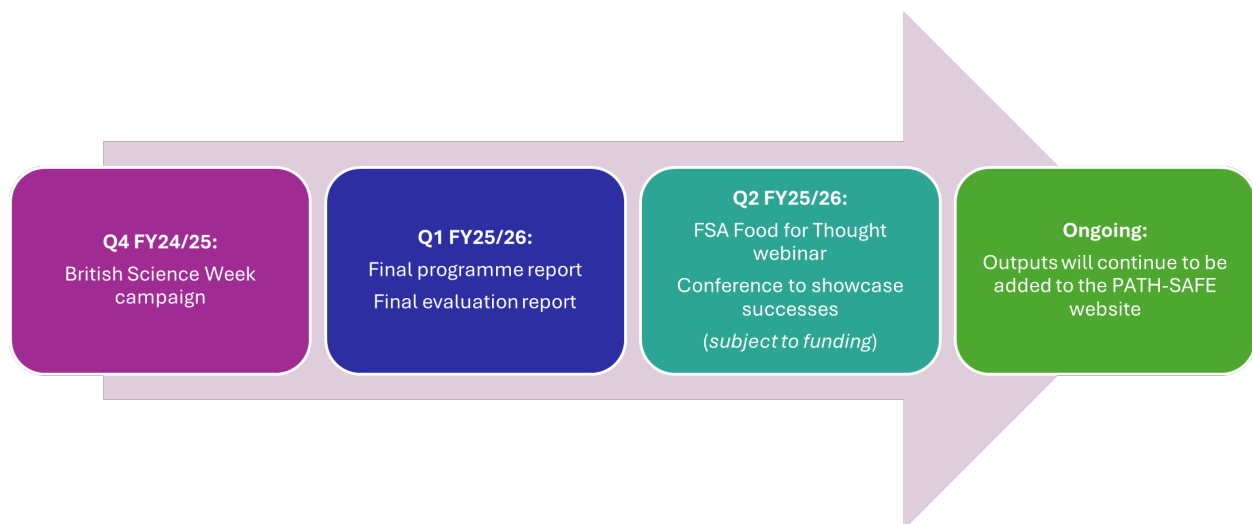 Q4 FY24/25:
British Science Week
campaign
Q1 FY25/26:
Final programme report
Final evaluation report
Q2 FY25/26:
FSA Food for Thought
webinar
Conference to showcase
successes
(subject to funding)
Ongoing:
Outputs will continue to be
added to the PATH-SAFE
website